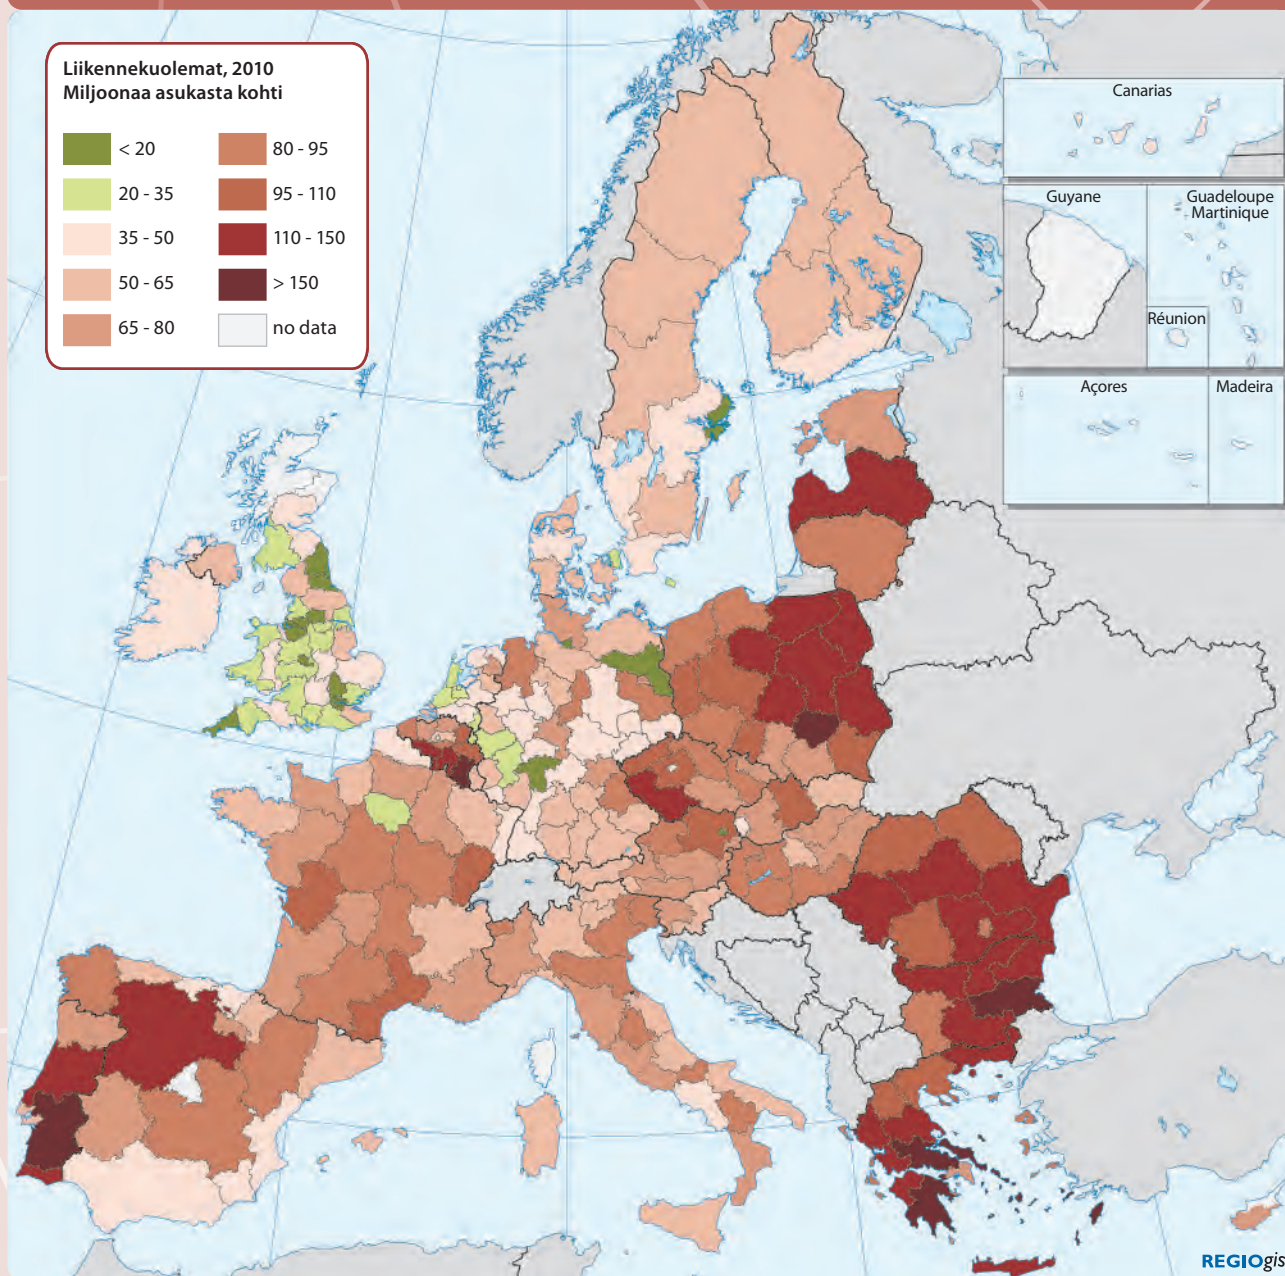 Liikennekuolemat, 2010
Miljoonaa asukasta kohti
< 20
20 - 35
35 - 50
50 - 65
65 - 80
80 - 95
95 - 110
110 - 150
> 150
no data
Canarias
Guyane
Guadeloupe
Martinique
Réunion
Açores
Madeira
REGIOgis